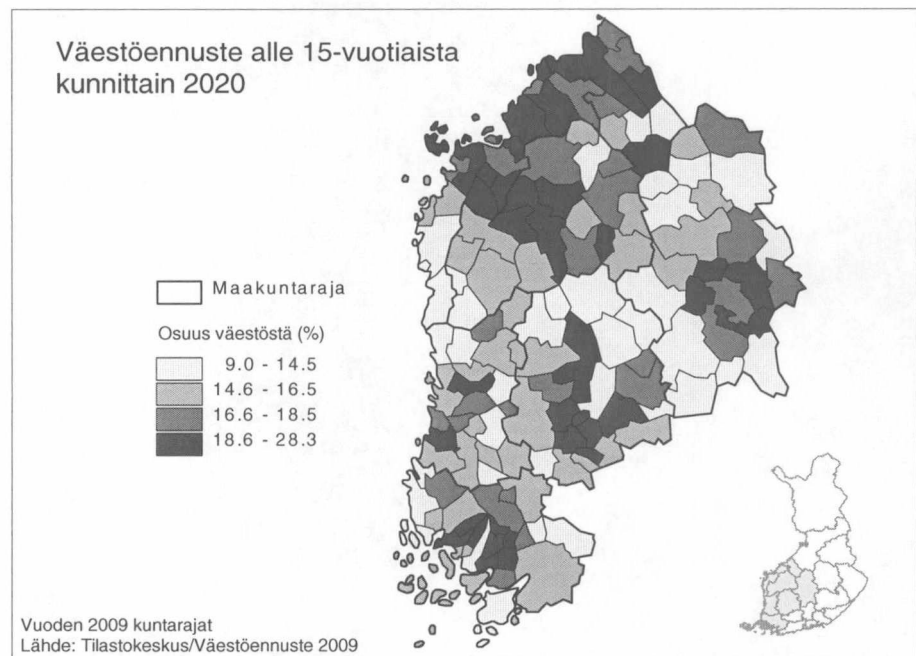 Väestöennuste alle 15-vuotiaista
kunnittain 2020
Maakuntaraja
Osuus väestöstä (%)
9.0 - 14.5
14.6 - 16.5
16.6 - 18.5
18.6 - 28.3
Vuoden 2009 kuntarajat
Lähde: Tilastokeskus/Väestöennuste 2009